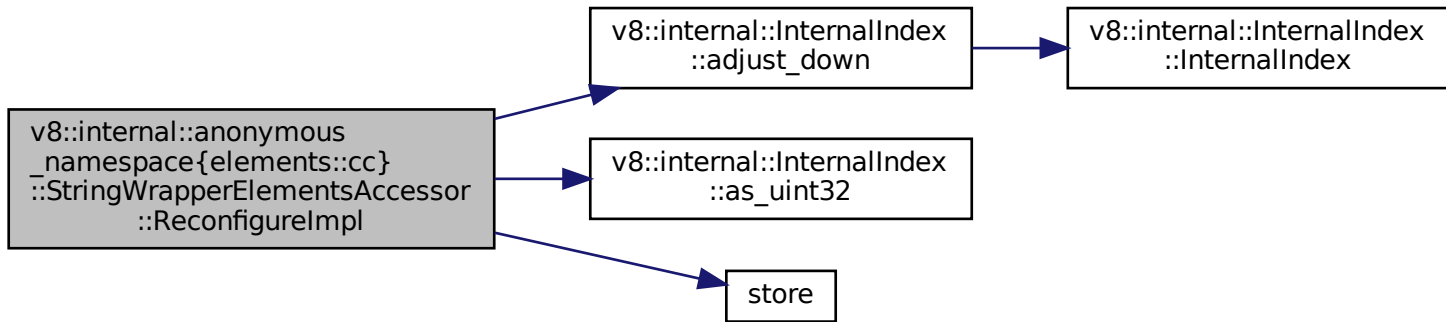 v8::internal::anonymous
_namespace{elements::cc}
::StringWrapperElementsAccessor
::ReconfigureImpl
v8::internal::InternalIndex
::adjust_down
v8::internal::InternalIndex
::InternalIndex
v8::internal::InternalIndex
::as_uint32
store